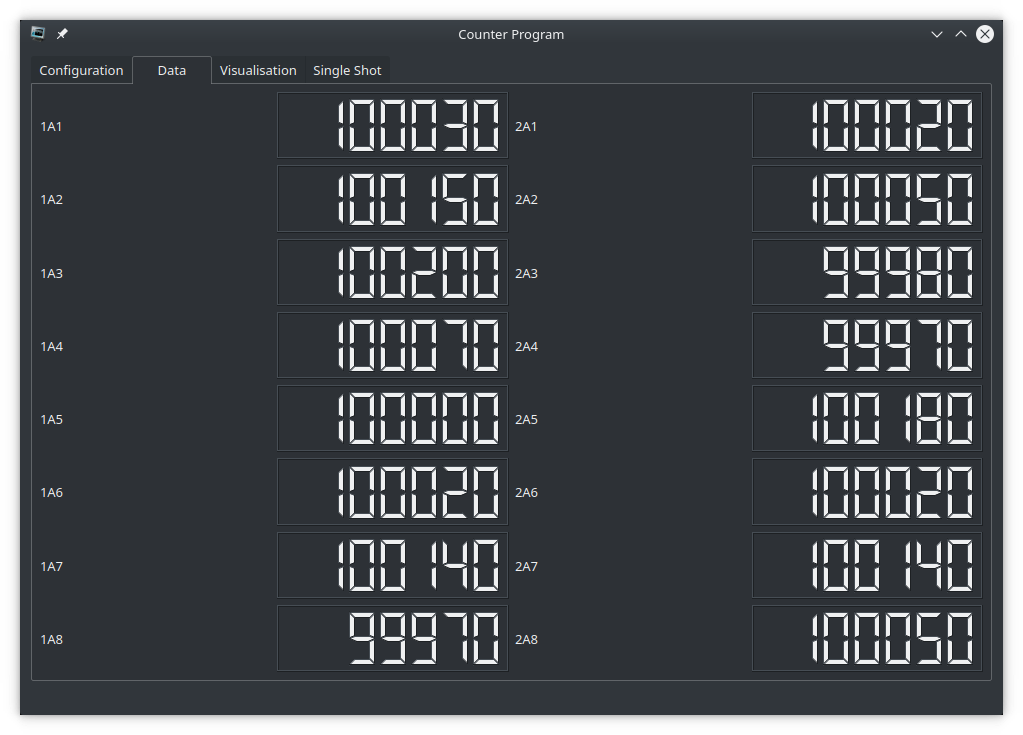 Counter Program
Configuration Data Visualisation Single Shot
1A1 100030 2A1 100020
1A2 100150 2A2 100050
1A3 100200 2A3 99980
1A4 100070 2A4 99970
1A5 100000 2A5 100180
1A6 100020 2A6 100020
1A7 100140 2A7 100140
1A8 99970 2A8 100050